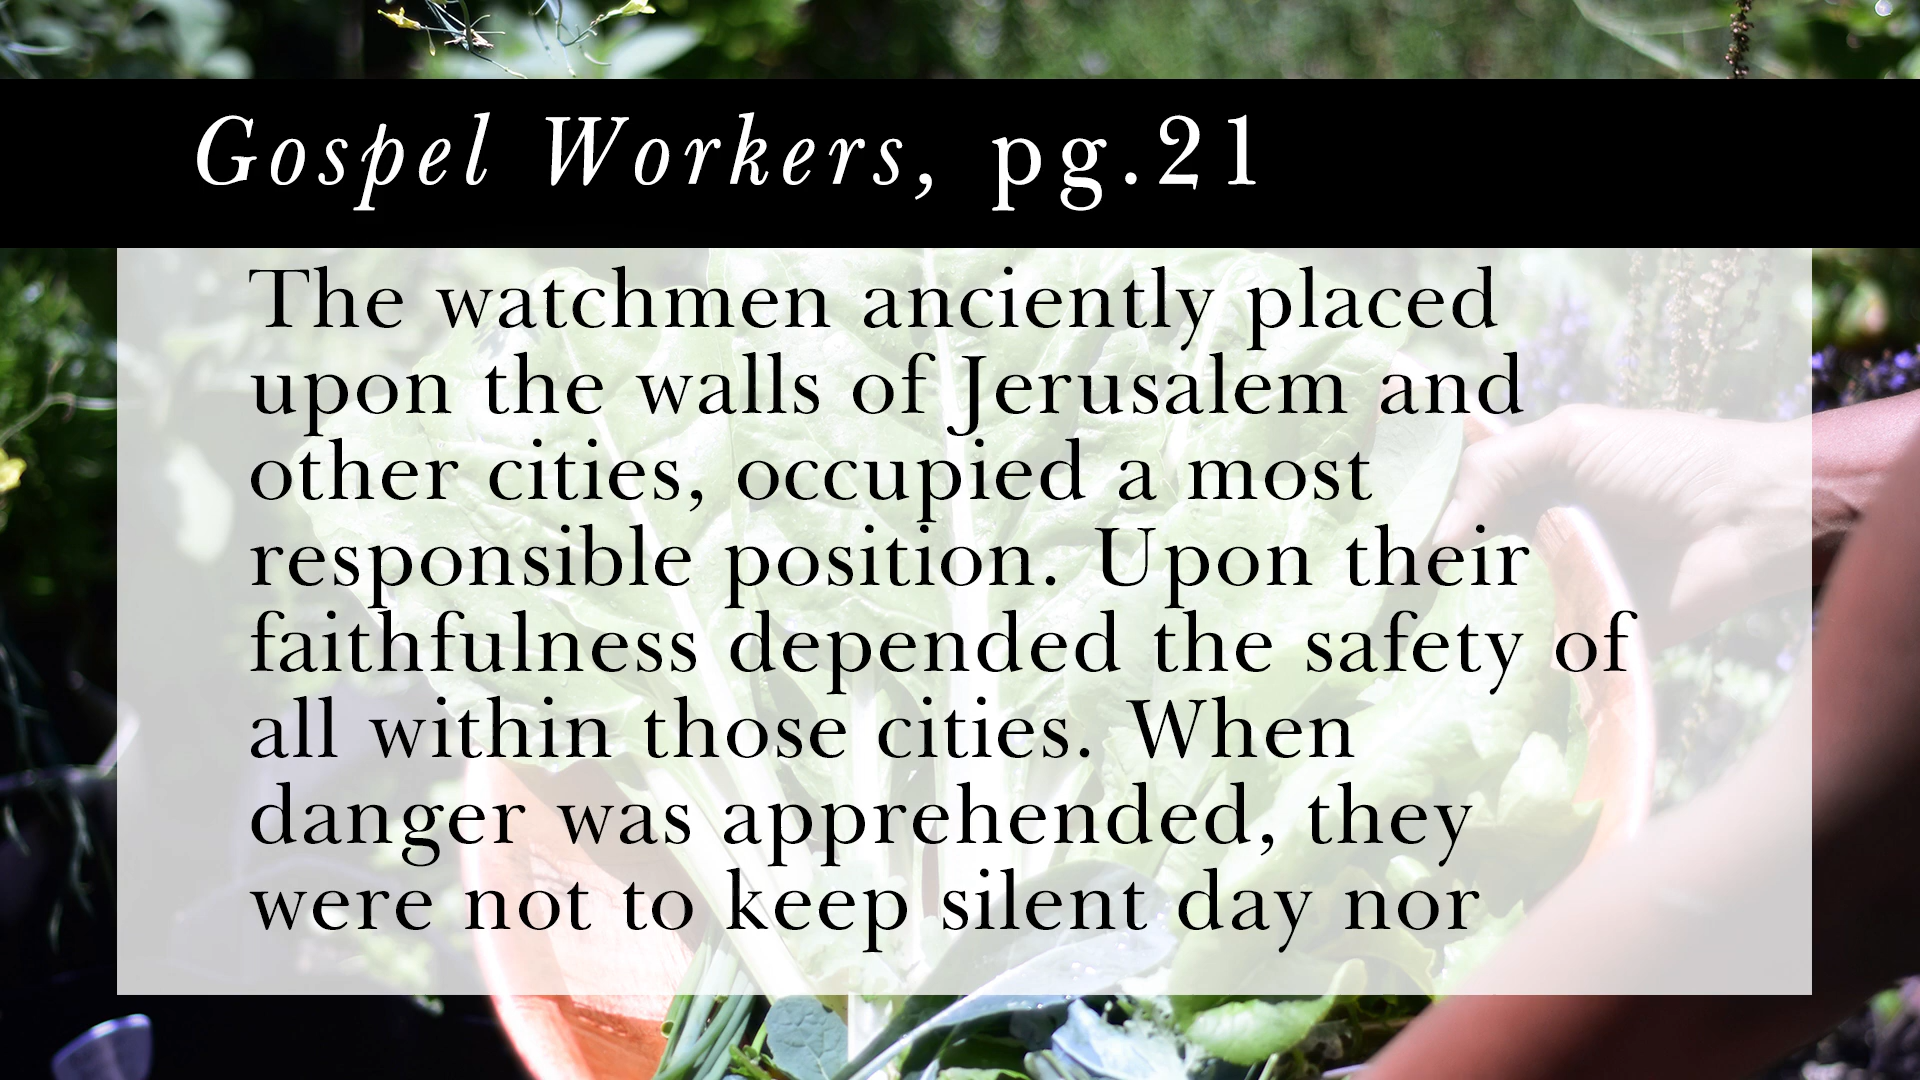 Gospel Workers, pg.21
The watchmen anciently placed
upon the walls of Jerusalem and
other cities, occupied a most
responsible position. Upon their
faithfulness depended the safety of
all within those cities. When
danger was apprehended, they
were not to keep silent day nor